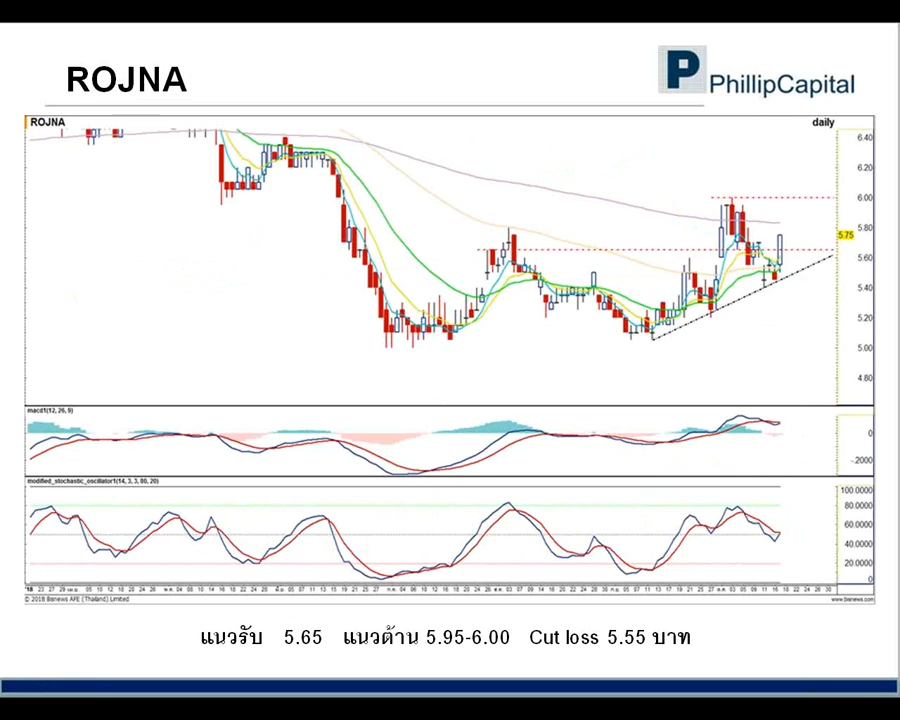 ROJNA
P PhillipCapital
ROJNA daily
6.40
6.20
6.00
5.80
5.75
5.60
5.40
5.20
5.00
4.80
macd1(12, 26, 9)
0
-.2000
modified_stochastic_oscillator1(14, 3, 3, 80, 20)
100.0000
80.0000
60.0000
40.0000
20.0000
0
© 2018 Bisnews AFE (Thailand) Limited www.bisnews.com
แนวรับ 5.65 แนวต้าน 5.95-6.00 Cut loss 5.55 บาท